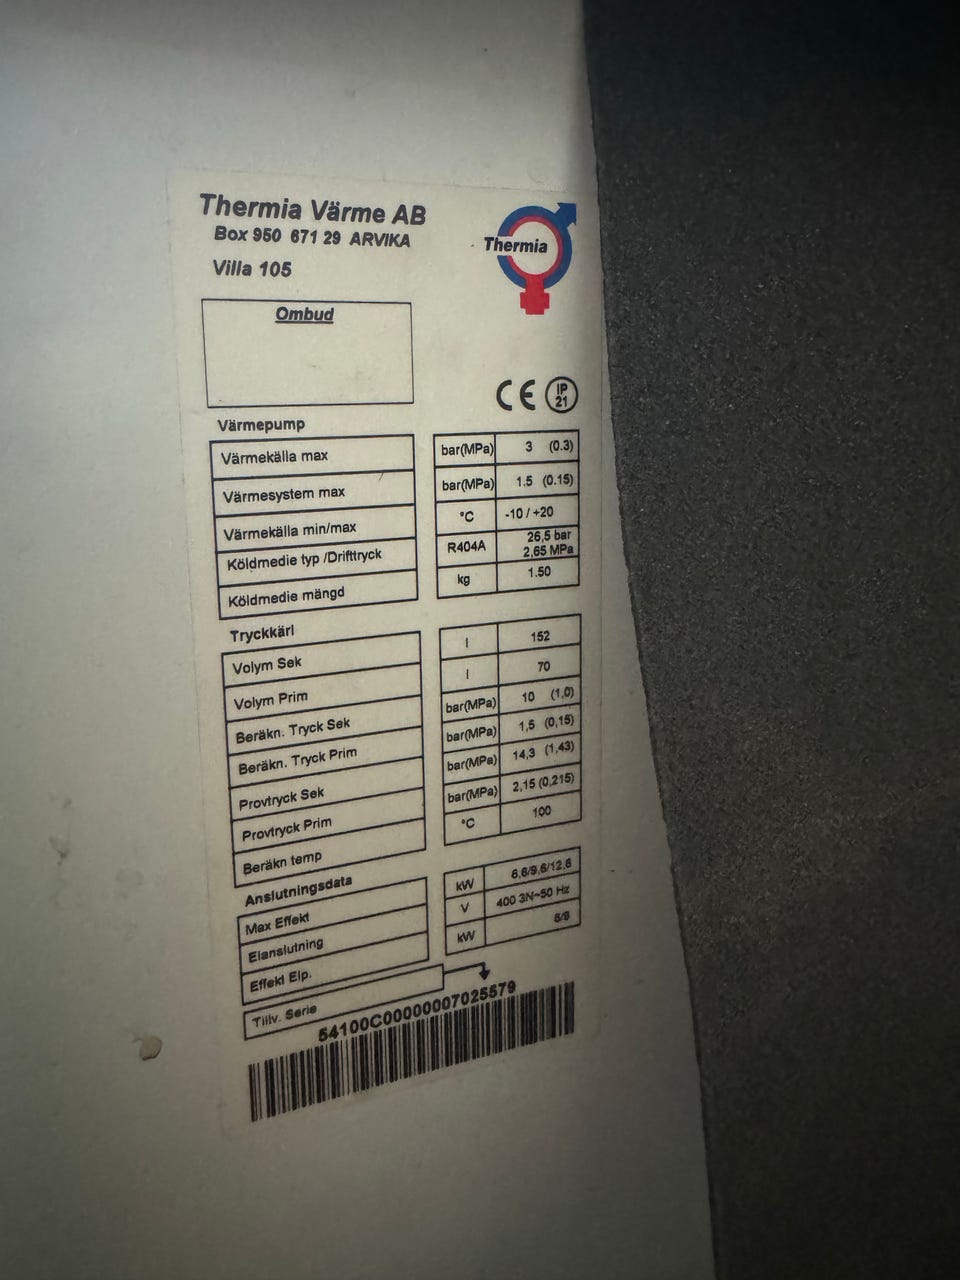 Thermia Värme AB
Box 950 671 29 ARVIKA
Villa 105
Thermia
Ombud
CE IP 21
Värmepump
Värmekälla max bar(MPa) 3 (0.3)
Värmesystem max bar(MPa) 1.5 (0.15)
Värmekälla min/max °C -10 / +20
Köldmedie typ /Drifttryck R404A 26,5 bar 2,65 MPa
Köldmedie mängd kg 1.50
Tryckkärl
Volym Sek l 152
Volym Prim l 70
Beräkn. Tryck Sek bar(MPa) 10 (1,0)
Beräkn. Tryck Prim bar(MPa) 1,5 (0,15)
Provtryck Sek bar(MPa) 14,3 (1,43)
Provtryck Prim bar(MPa) 2,15 (0,215)
Beräkn temp °C 100
Anslutningsdata
Max Effekt kW 6,6/9,6/12,6
Elanslutning V 400 3N~50 Hz
Effekt Elp. kW 6/9
Tillv. Serie
54100C00000007025579